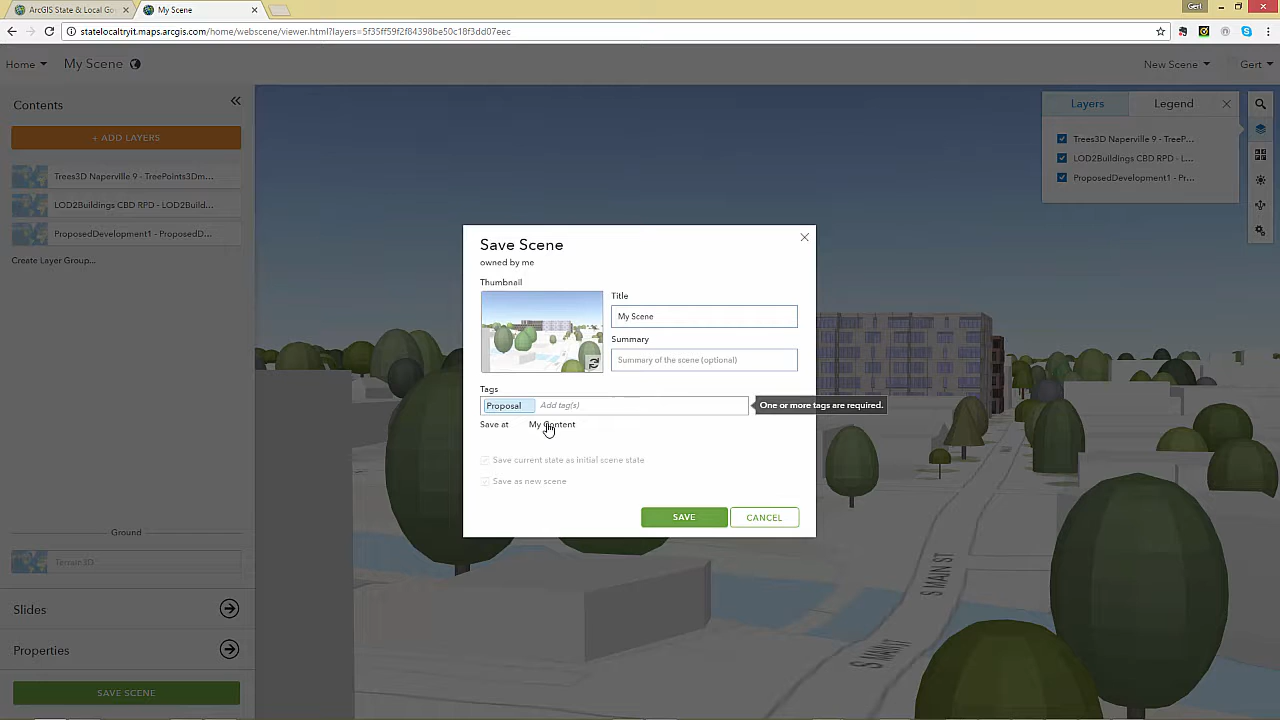 ArcGIS State & Local Go
My Scene
Gert
statelocaltryit.maps.arcgis.com/home/webscene/viewer.html?layers=5f35ff59f2f84398be50c18f3dd07eec
Home
My Scene
New Scene
Gert
Contents
+ ADD LAYERS
Trees3D Naperville 9 - TreePoints3Dm...
LOD2Buildings CBD RPD - LOD2Build...
ProposedDevelopment1 - ProposedD...
Create Layer Group...
Ground
Terrain3D
Slides
Properties
SAVE SCENE
Layers
Legend
Trees3D Naperville 9 - TreeP...
LOD2Buildings CBD RPD - L...
ProposedDevelopment1 - Pr...
Save Scene
owned by me
Thumbnail
Title
My Scene
Summary
Summary of the scene (optional)
Tags
Proposal
Add tag(s)
One or more tags are required.
Save at
My Content
Save current state as initial scene state
Save as new scene
SAVE
CANCEL
S MAIN ST
S MAIN T